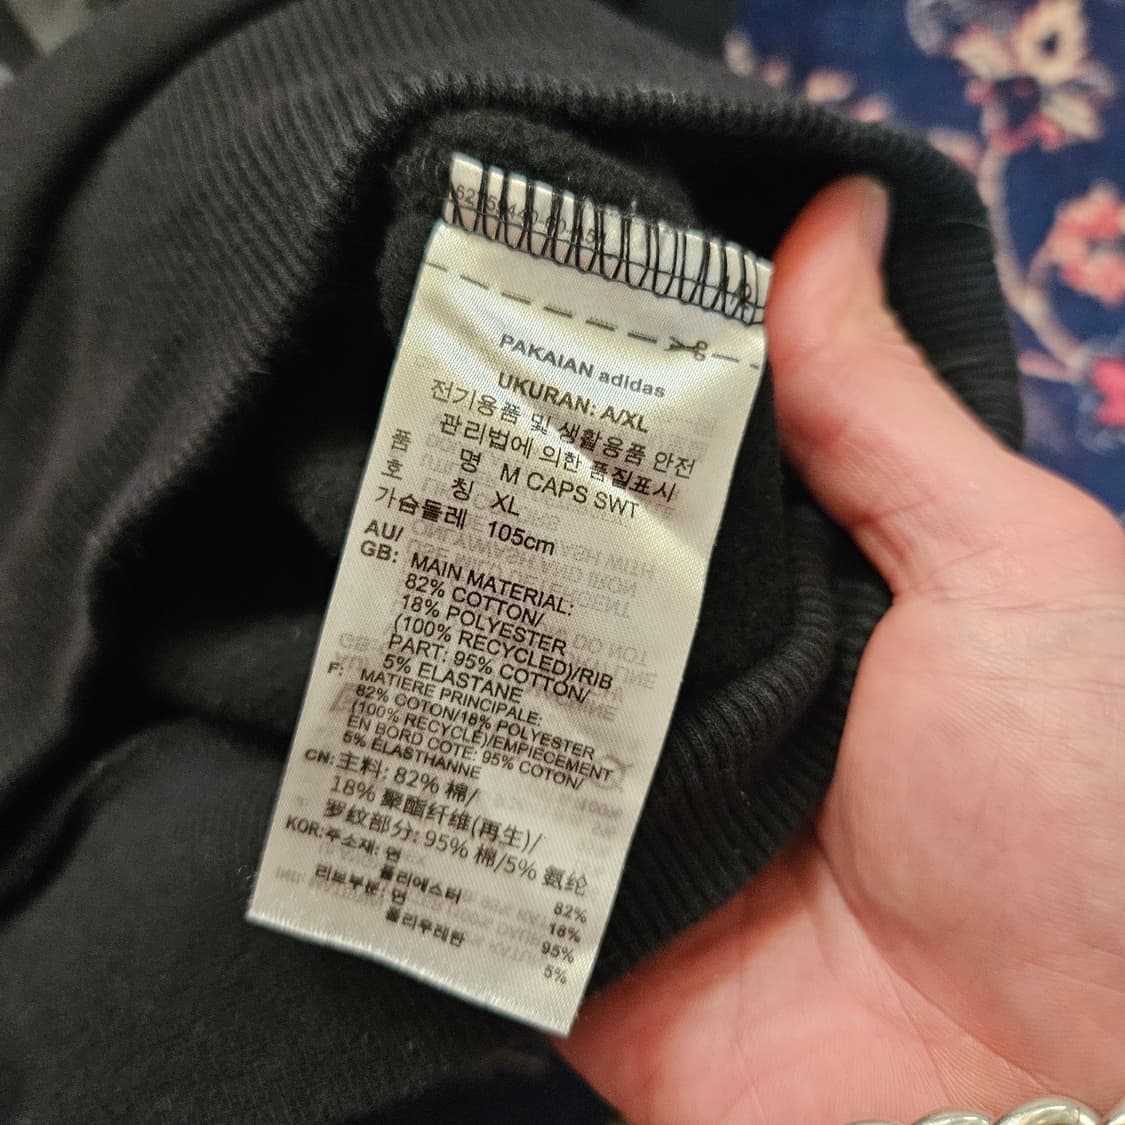 PAKAIAN adidas
UKURAN: A/XL
전기용품 및 생활용품 안전
관리법에 의한 품질표시
품 명 M CAPS SWT
호 칭 XL
가슴둘레 105cm
AU/
GB: MAIN MATERIAL:
82% COTTON/
18% POLYESTER
(100% RECYCLED)/RIB
PART: 95% COTTON/
5% ELASTANE
F: MATIERE PRINCIPALE:
82% COTON/18% POLYESTER
(100% RECYCLÉ)/EMPIÈCEMENT
EN BORD COTE: 95% COTON/
5% ÉLASTHANNE
CN: 主料: 82% 棉/
18% 聚酯纤维(再生)/
罗纹部分: 95% 棉/5% 氨纶
KOR: 주소재: 면 82%
폴리에스터 18%
리브부분: 면 95%
폴리우레탄 5%